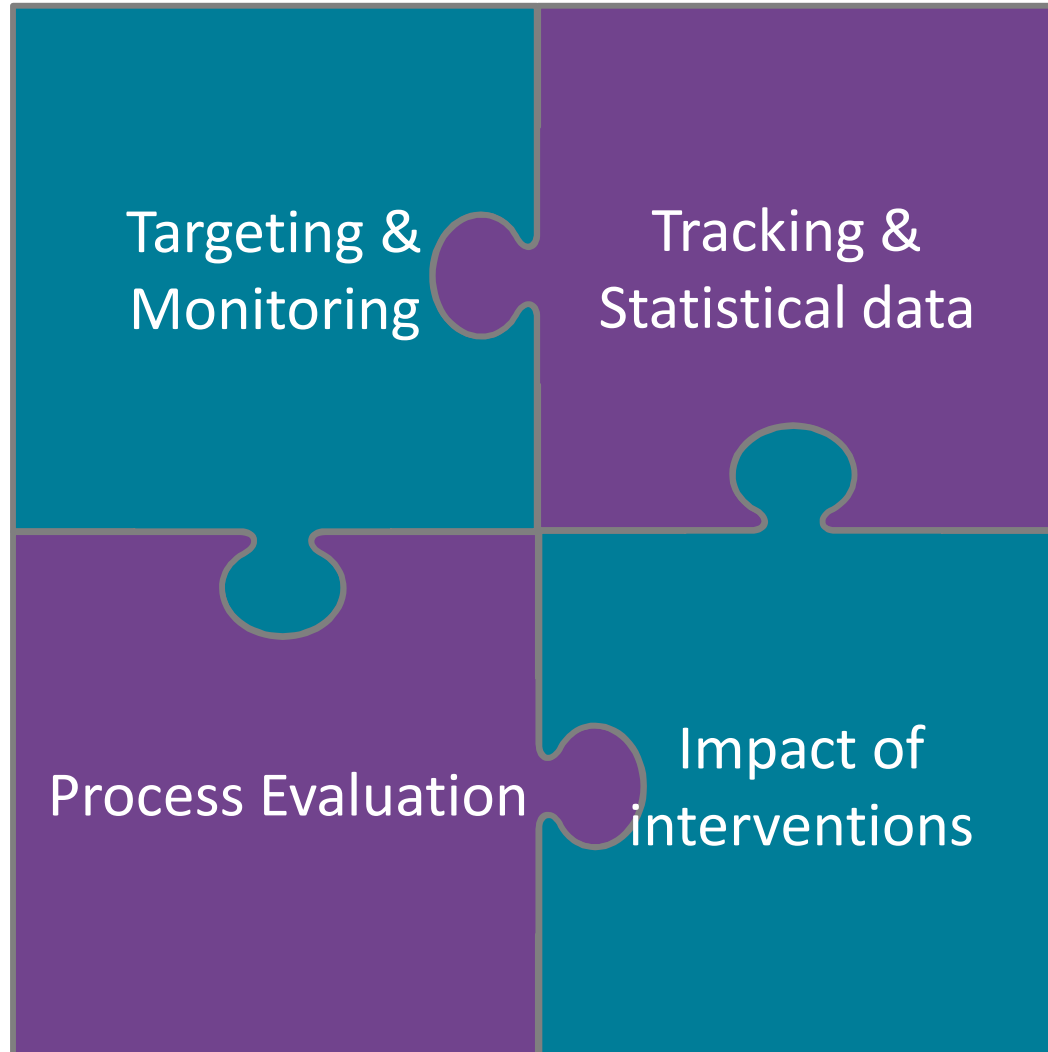 Targeting &
Monitoring
Tracking &
Statistical data
Process Evaluation
Impact of
interventions